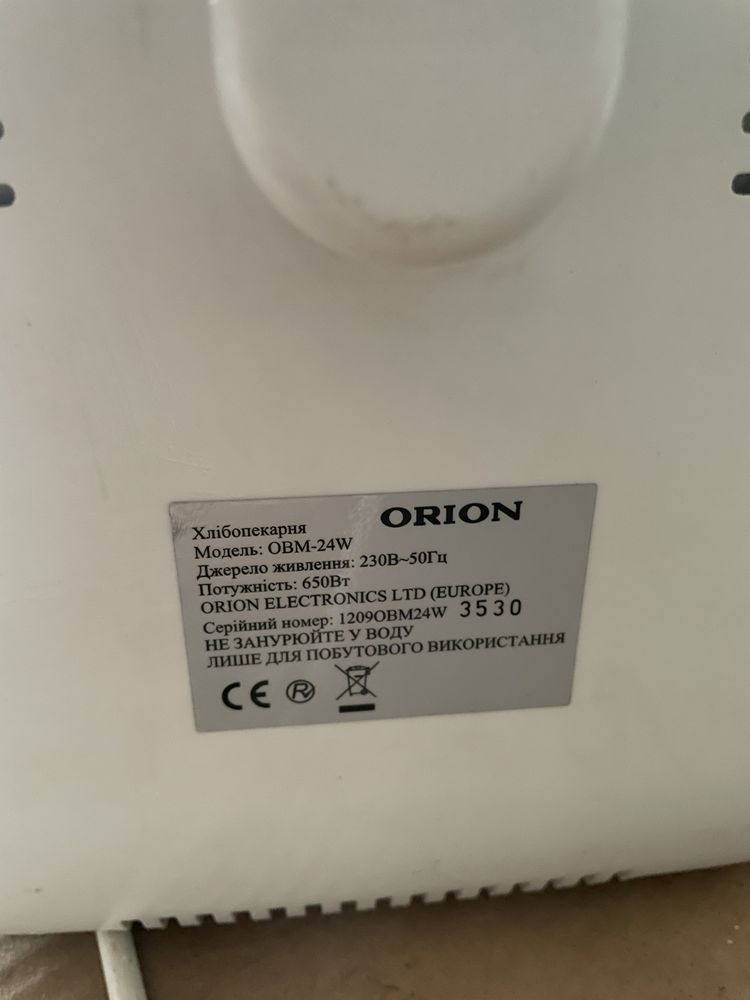 ORION
Хлібопекарня
Модель: OBM-24W
Джерело живлення: 230В~50Гц
Потужність: 650Вт
ORION ELECTRONICS LTD (EUROPE)
Серійний номер: 1209OBM24W 3530
НЕ ЗАНУРЮЙТЕ У ВОДУ
ЛИШЕ ДЛЯ ПОБУТОВОГО ВИКОРИСТАННЯ
CE R